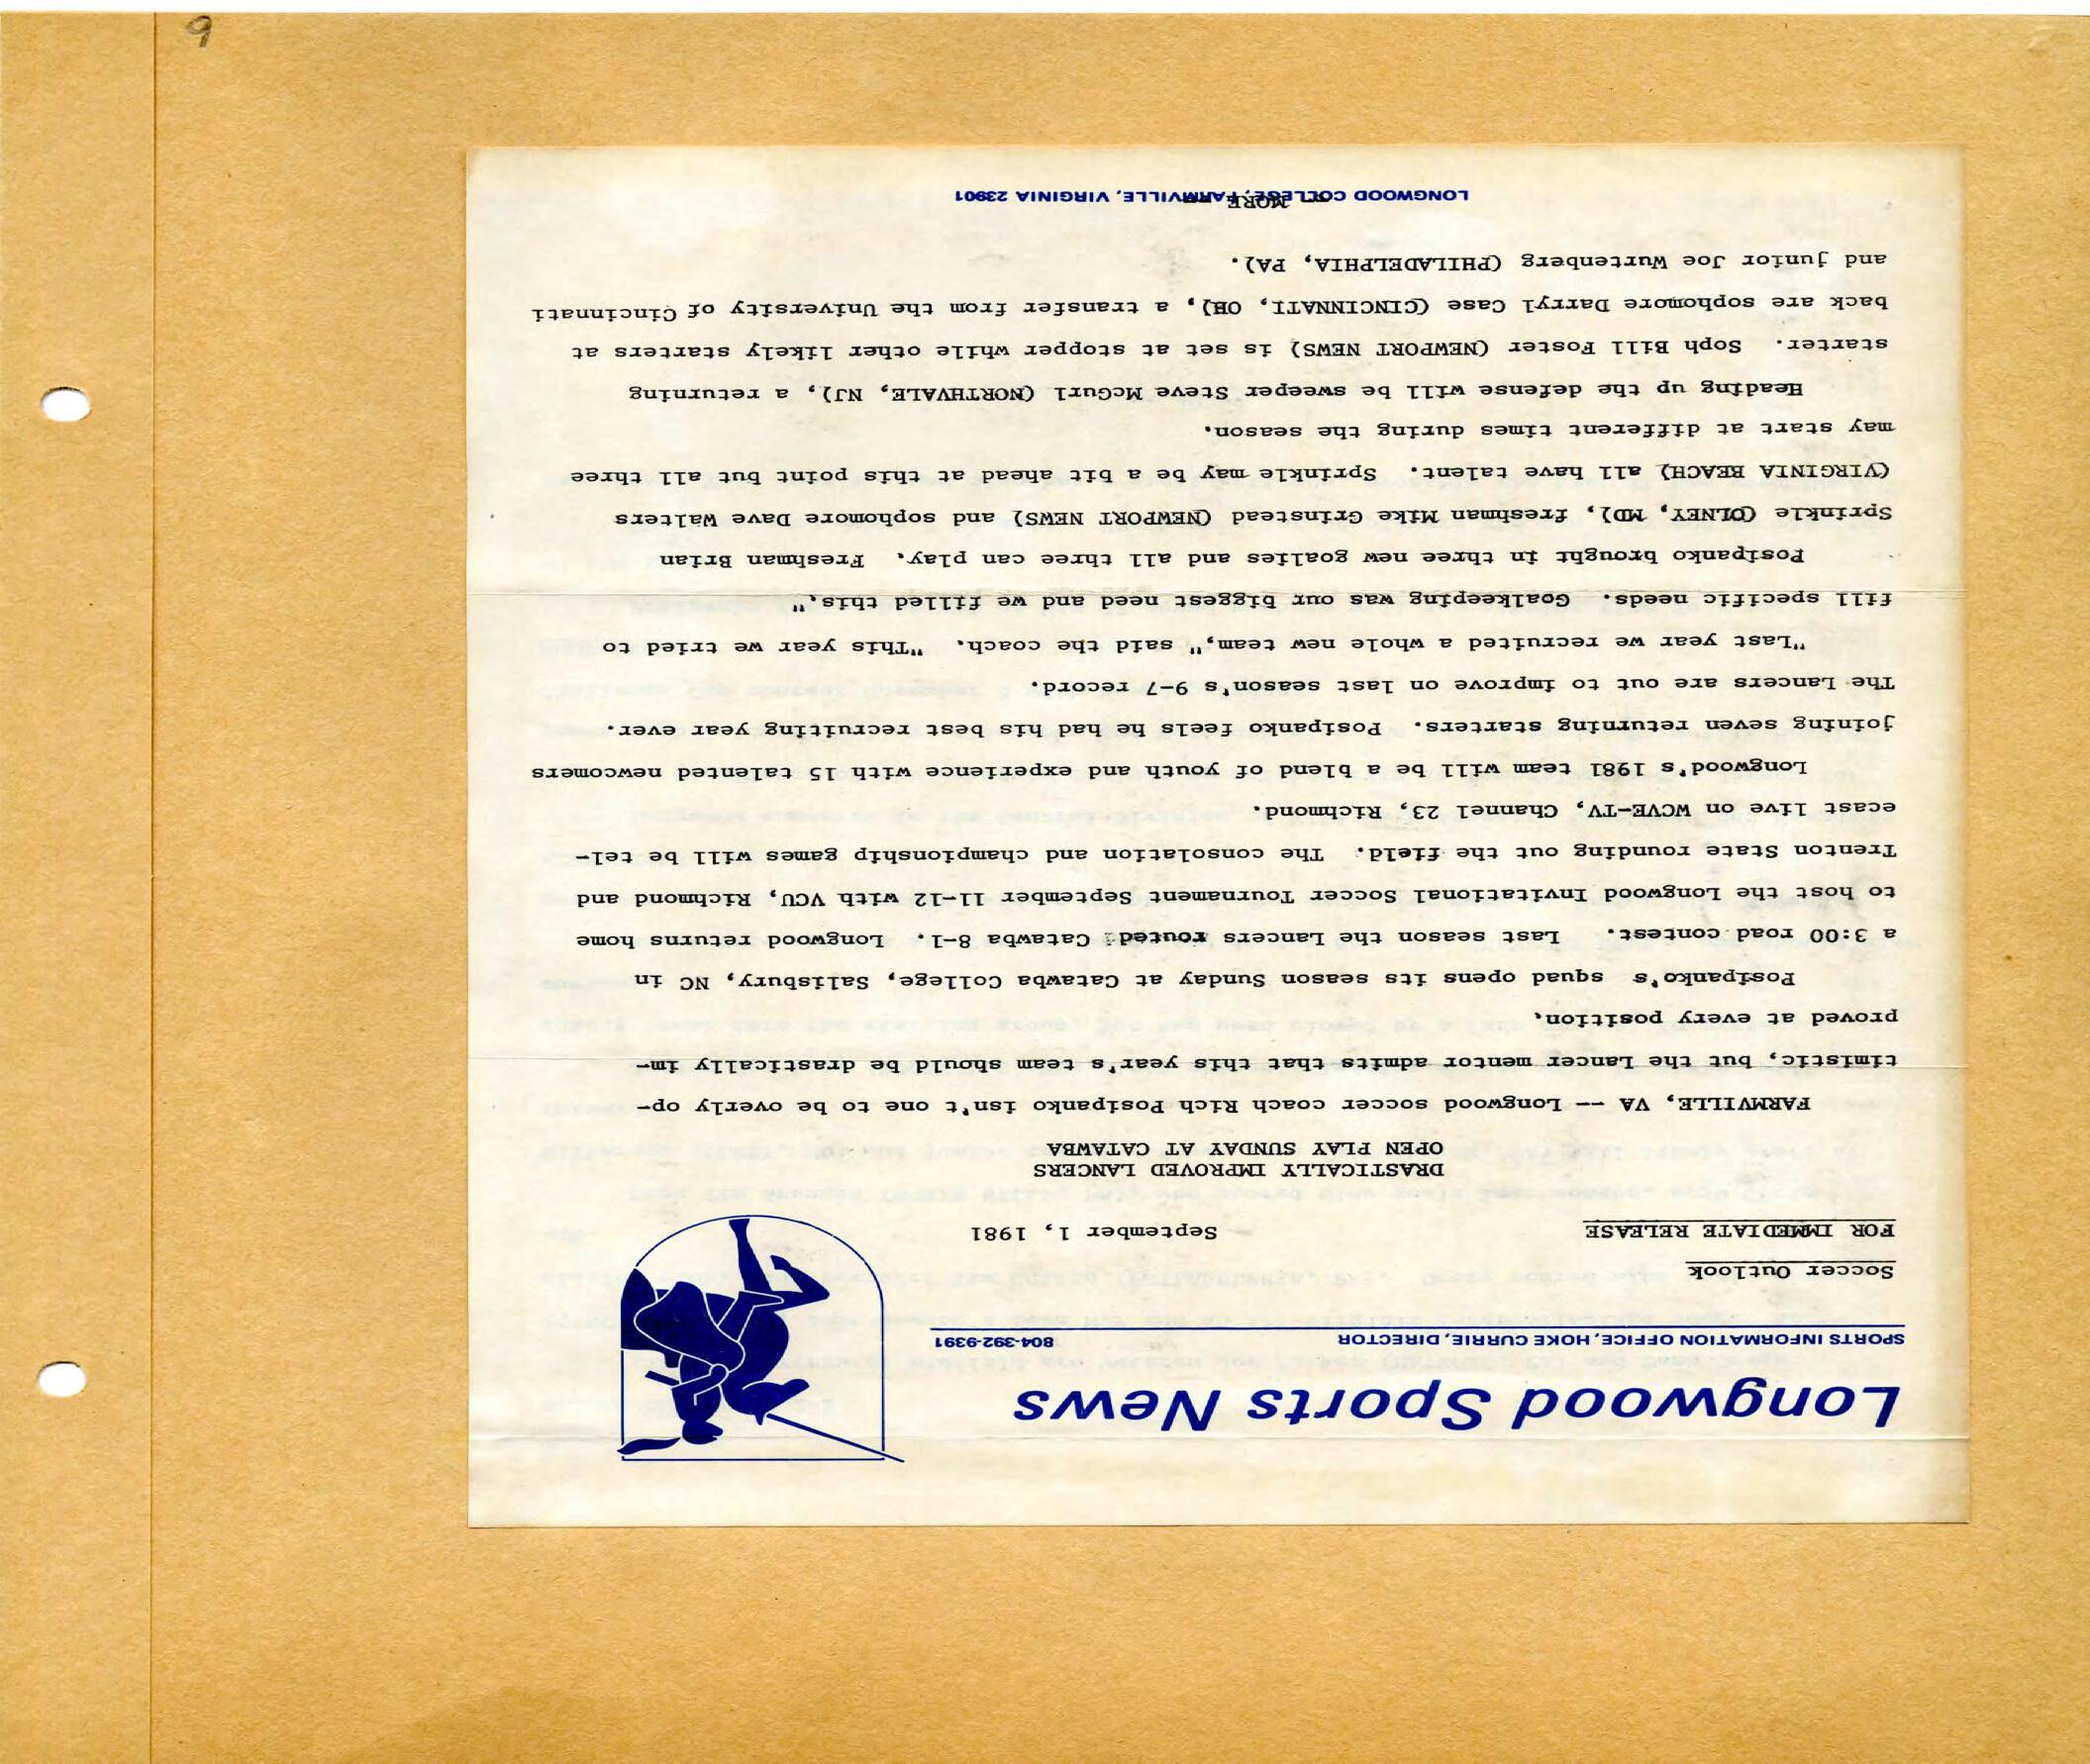 Longwood Sports News
SPORTS INFORMATION OFFICE, HOKE CURRIE, DIRECTOR 804-392-9391
Soccer Outlook
FOR IMMEDIATE RELEASE September 1, 1981
DRASTICALLY IMPROVED LANCERS
OPEN PLAY SUNDAY AT CATAWBA
FARMVILLE, VA -- Longwood soccer coach Rich Posipanko isn't one to be overly op-
timistic, but the Lancer mentor admits that this year's team should be drastically im-
proved at every position.
Posipanko's squad opens its season Sunday at Catawba College, Salisbury, NC in
a 3:00 road contest. Last season the Lancers routed Catawba 8-1. Longwood returns home
to host the Longwood Invitational Soccer Tournament September 11-12 with VCU, Richmond and
Trenton State rounding out the field. The consolation and championship games will be tel-
ecast live on WCVE-TV, Channel 23, Richmond.
Longwood's 1981 team will be a blend of youth and experience with 15 talented newcomers
joining seven returning starters. Posipanko feels he had his best recruiting year ever.
The Lancers are out to improve on last season's 9-7 record.
"Last year we recruited a whole new team," said the coach. "This year we tried to
fill specific needs. Goalkeeping was our biggest need and we filled this."
Posipanko brought in three new goalies and all three can play. Freshman Brian
Sprinkle (OLNEY, MD), freshman Mike Grinstead (NEWPORT NEWS) and sophomore Dave Walters
(VIRGINIA BEACH) all have talent. Sprinkle may be a bit ahead at this point but all three
may start at different times during the season.
Heading up the defense will be sweeper Steve McGurl (NORTHVALE, NJ), a returning
starter. Soph Bill Foster (NEWPORT NEWS) is set at stopper while other likely starters at
back are sophomore Darryl Case (CINCINNATI, OH), a transfer from the University of Cincinnati
and junior Joe Wurtenberg (PHILADELPHIA, PA).
-- MORE --
LONGWOOD COLLEGE, FARMVILLE, VIRGINIA 23901